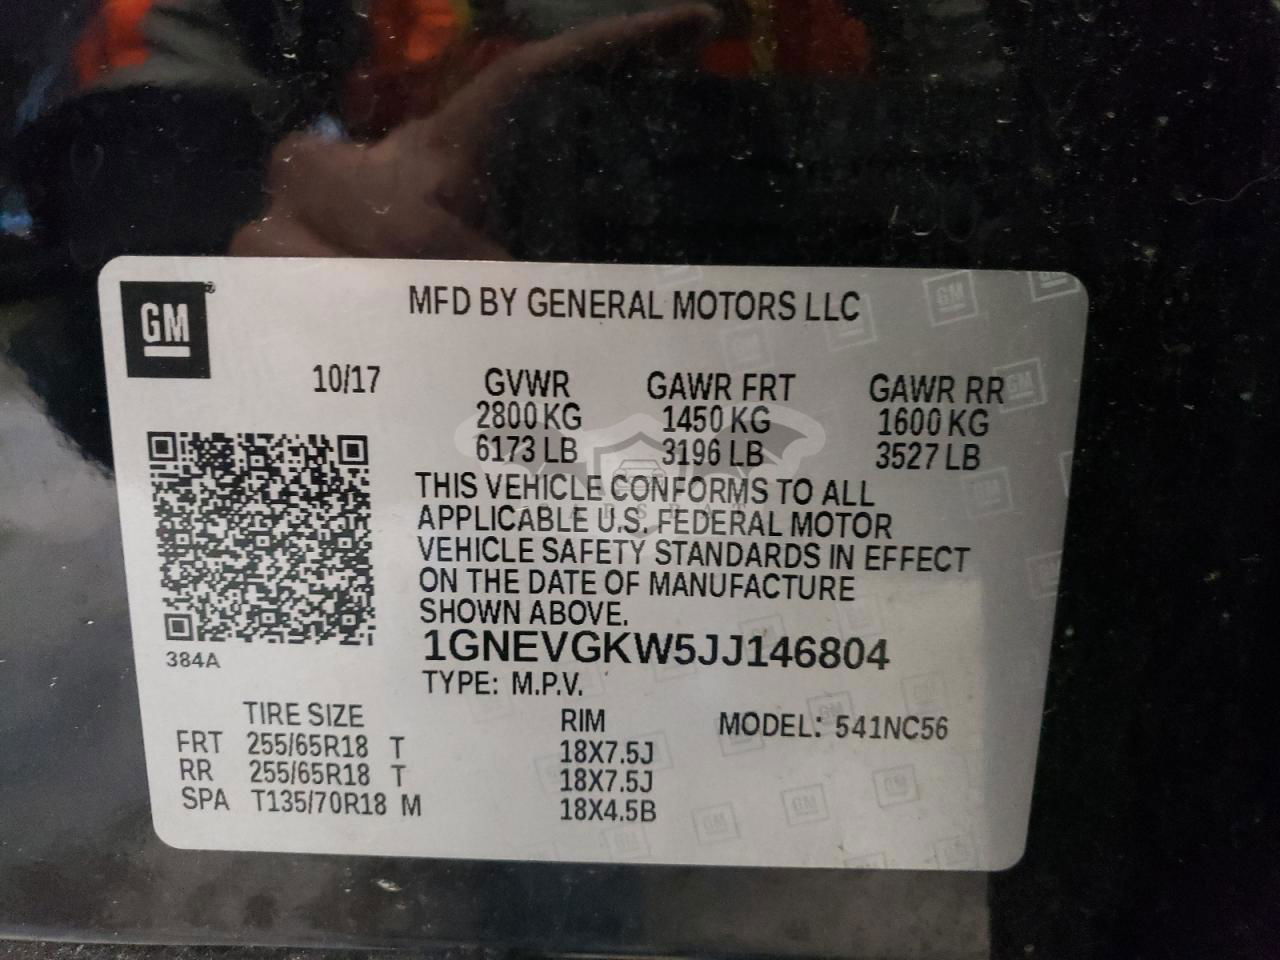 GM
MFD BY GENERAL MOTORS LLC
10/17 GVWR GAWR FRT GAWR RR
2800 KG 1450 KG 1600 KG
6173 LB 3196 LB 3527 LB
THIS VEHICLE CONFORMS TO ALL
APPLICABLE U.S. FEDERAL MOTOR
VEHICLE SAFETY STANDARDS IN EFFECT
ON THE DATE OF MANUFACTURE
SHOWN ABOVE.
1GNEVGKW5JJ146804
384A
TYPE: M.P.V.
TIRE SIZE RIM MODEL: 541NC56
FRT 255/65R18 T 18X7.5J
RR 255/65R18 T 18X7.5J
SPA T135/70R18 M 18X4.5B